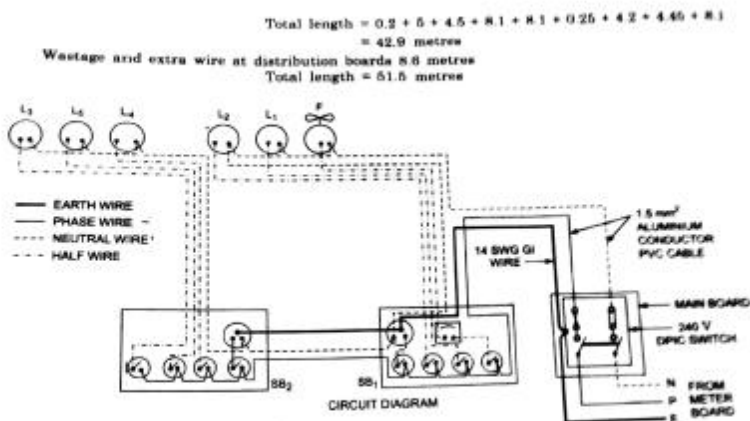 Total length = 0.2 + 5 + 4.5 + 8.1 + 8.1 + 0.25 + 4.2 + 4.45 + 8.1
= 42.9 metres
Wastage and extra wire at distribution boards 8.6 metres
Total length = 51.5 metres
L3 L5 L4 L2 L1 F
EARTH WIRE
PHASE WIRE
NEUTRAL WIRE
HALF WIRE
14 SWG GI
WIRE
1.5 mm²
ALUMINIUM
CONDUCTOR
PVC CABLE
MAIN BOARD
240 V
DPIC SWITCH
SB2
SB1
N FROM
P METER
E BOARD
CIRCUIT DIAGRAM